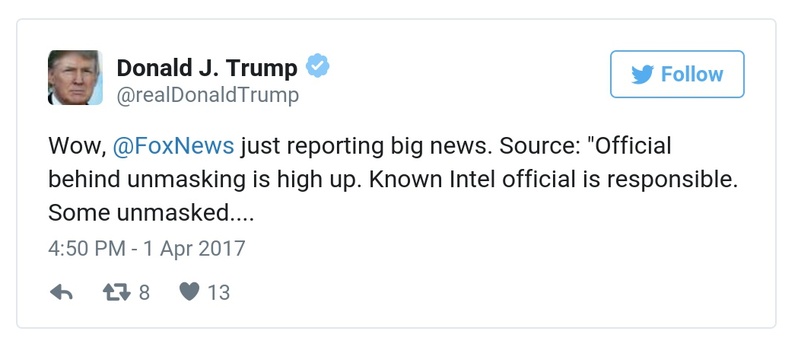 Donald J. Trump
@realDonaldTrump
Follow
Wow, @FoxNews just reporting big news. Source: "Official
behind unmasking is high up. Known Intel official is responsible.
Some unmasked....
4:50 PM - 1 Apr 2017
8 13